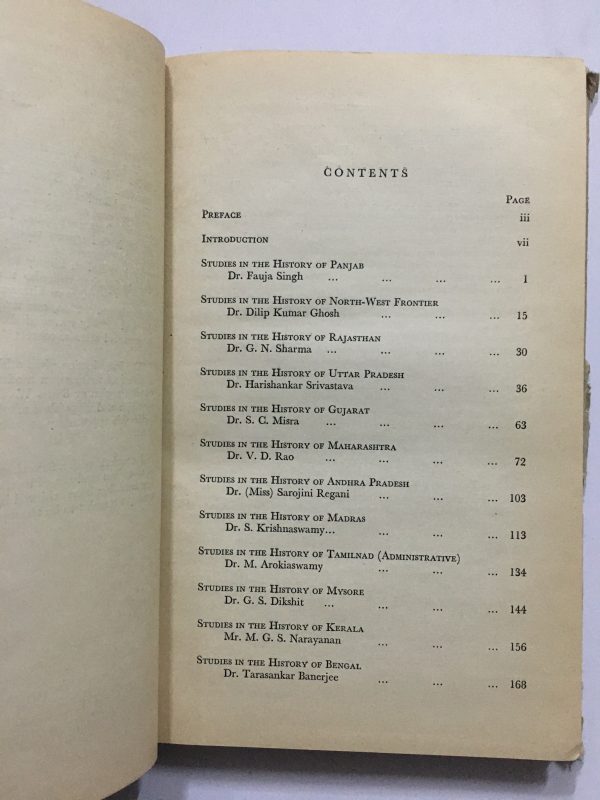 CONTENTS
PAGE
PREFACE iii
INTRODUCTION vii
STUDIES IN THE HISTORY OF PANJAB
Dr. Fauja Singh ... ... ... ... 1
STUDIES IN THE HISTORY OF NORTH-WEST FRONTIER
Dr. Dilip Kumar Ghosh ... ... ... 15
STUDIES IN THE HISTORY OF RAJASTHAN
Dr. G. N. Sharma ... ... ... ... 30
STUDIES IN THE HISTORY OF UTTAR PRADESH
Dr. Harishankar Srivastava ... ... ... 36
STUDIES IN THE HISTORY OF GUJARAT
Dr. S. C. Misra ... ... ... ... 63
STUDIES IN THE HISTORY OF MAHARASHTRA
Dr. V. D. Rao ... ... ... ... 72
STUDIES IN THE HISTORY OF ANDHRA PRADESH
Dr. (Miss) Sarojini Regani ... ... ... 103
STUDIES IN THE HISTORY OF MADRAS
Dr. S. Krishnaswamy... ... ... ... 113
STUDIES IN THE HISTORY OF TAMILNAD (ADMINISTRATIVE)
Dr. M. Arokiaswamy ... ... ... 134
STUDIES IN THE HISTORY OF MYSORE
Dr. G. S. Dikshit ... ... ... ... 144
STUDIES IN THE HISTORY OF KERALA
Mr. M. G. S. Narayanan ... ... ... 156
STUDIES IN THE HISTORY OF BENGAL
Dr. Tarasankar Banerjee ... ... ... 168